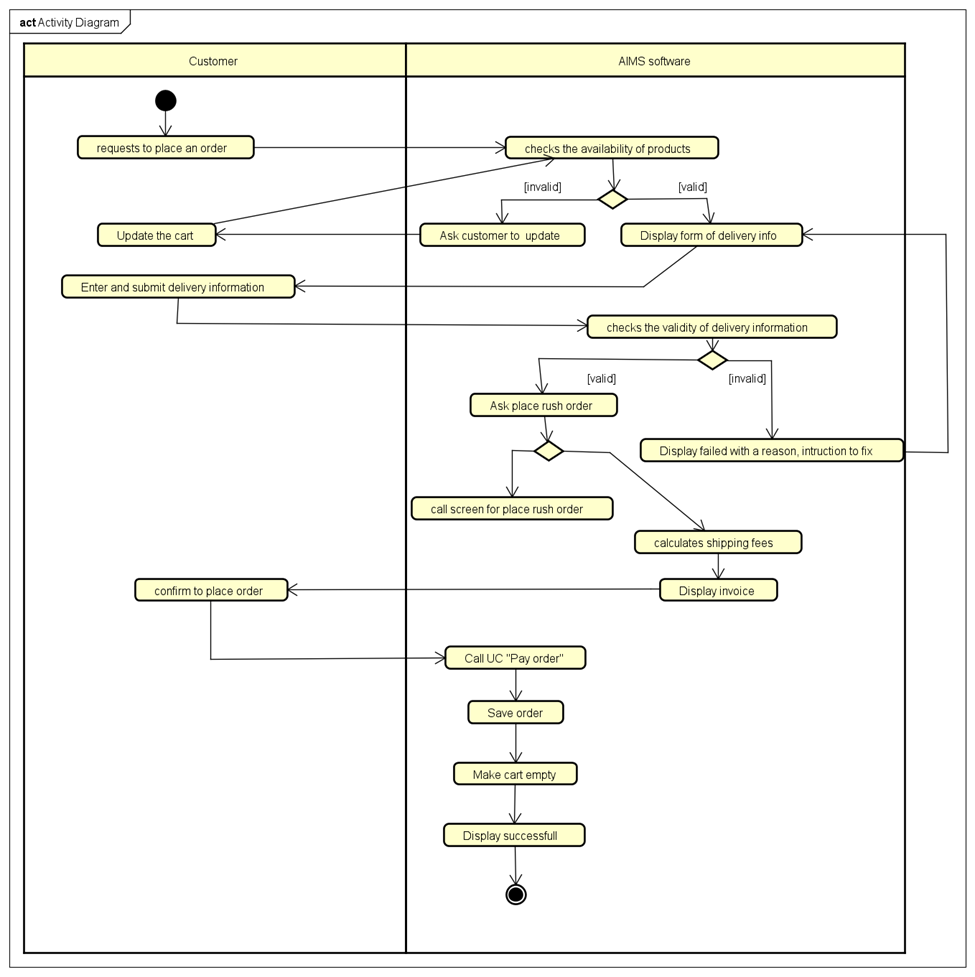 act Activity Diagram
Customer
AIMS software
requests to place an order
checks the availability of products
[invalid]
[valid]
Update the cart
Ask customer to update
Display form of delivery info
Enter and submit delivery information
checks the validity of delivery information
[valid]
[invalid]
Ask place rush order
Display failed with a reason, intruction to fix
call screen for place rush order
calculates shipping fees
confirm to place order
Display invoice
Call UC "Pay order"
Save order
Make cart empty
Display successfull